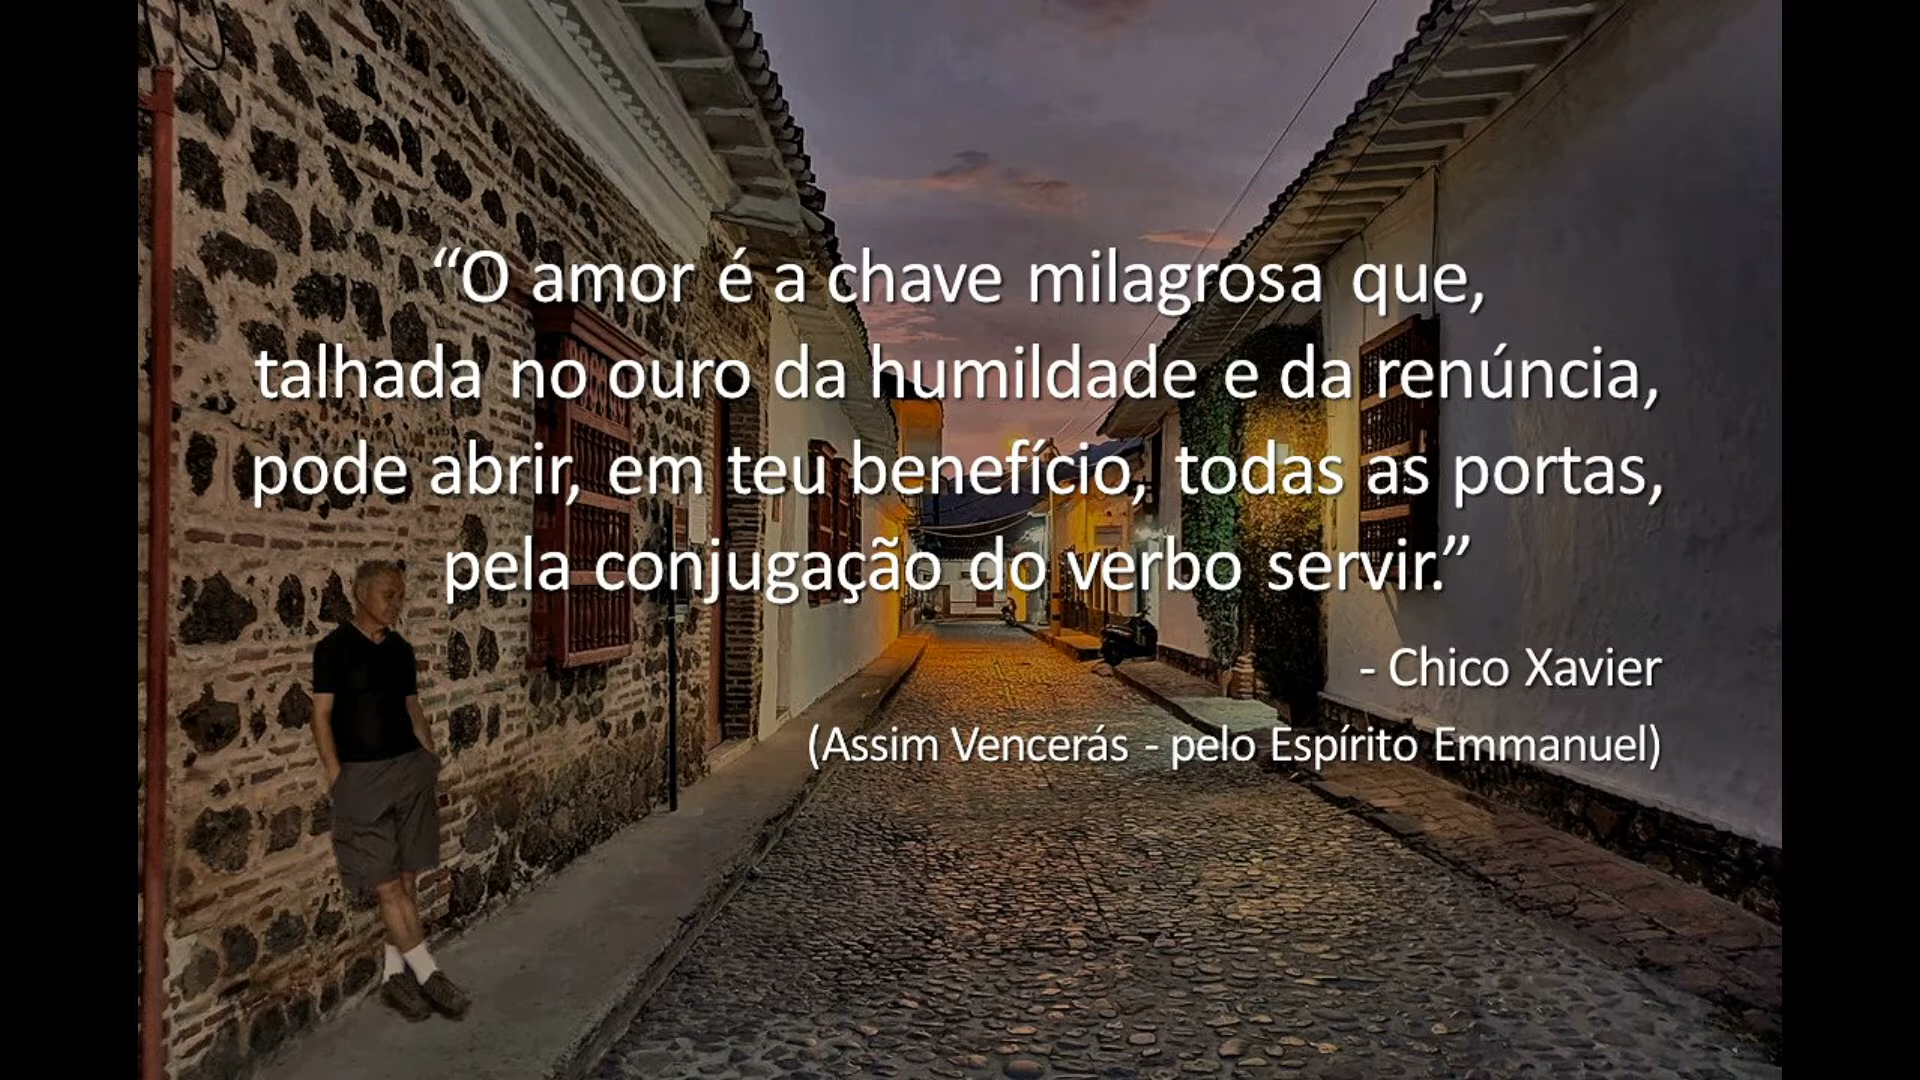 “O amor é a chave milagrosa que,
talhada no ouro da humildade e da renúncia,
pode abrir, em teu benefício, todas as portas,
pela conjugação do verbo servir.”
- Chico Xavier
(Assim Vencerás - pelo Espírito Emmanuel)